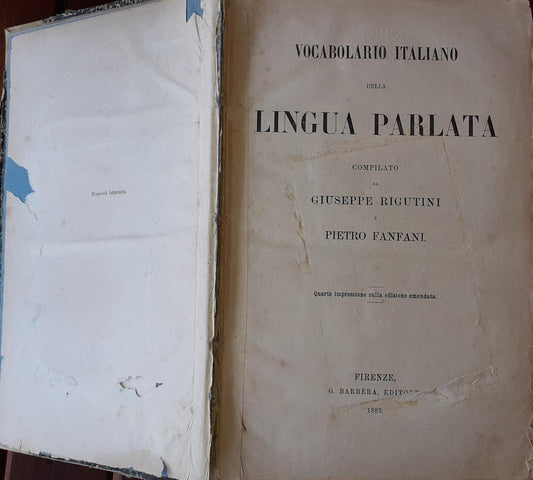 Proprietà letteraria.
VOCABOLARIO ITALIANO
DELLA
LINGUA PARLATA
COMPILATO
DA
GIUSEPPE RIGUTINI
E
PIETRO FANFANI.
Quarta impressione sulla edizione emendata.
FIRENZE,
G. BARBÈRA, EDITORE.
1883.